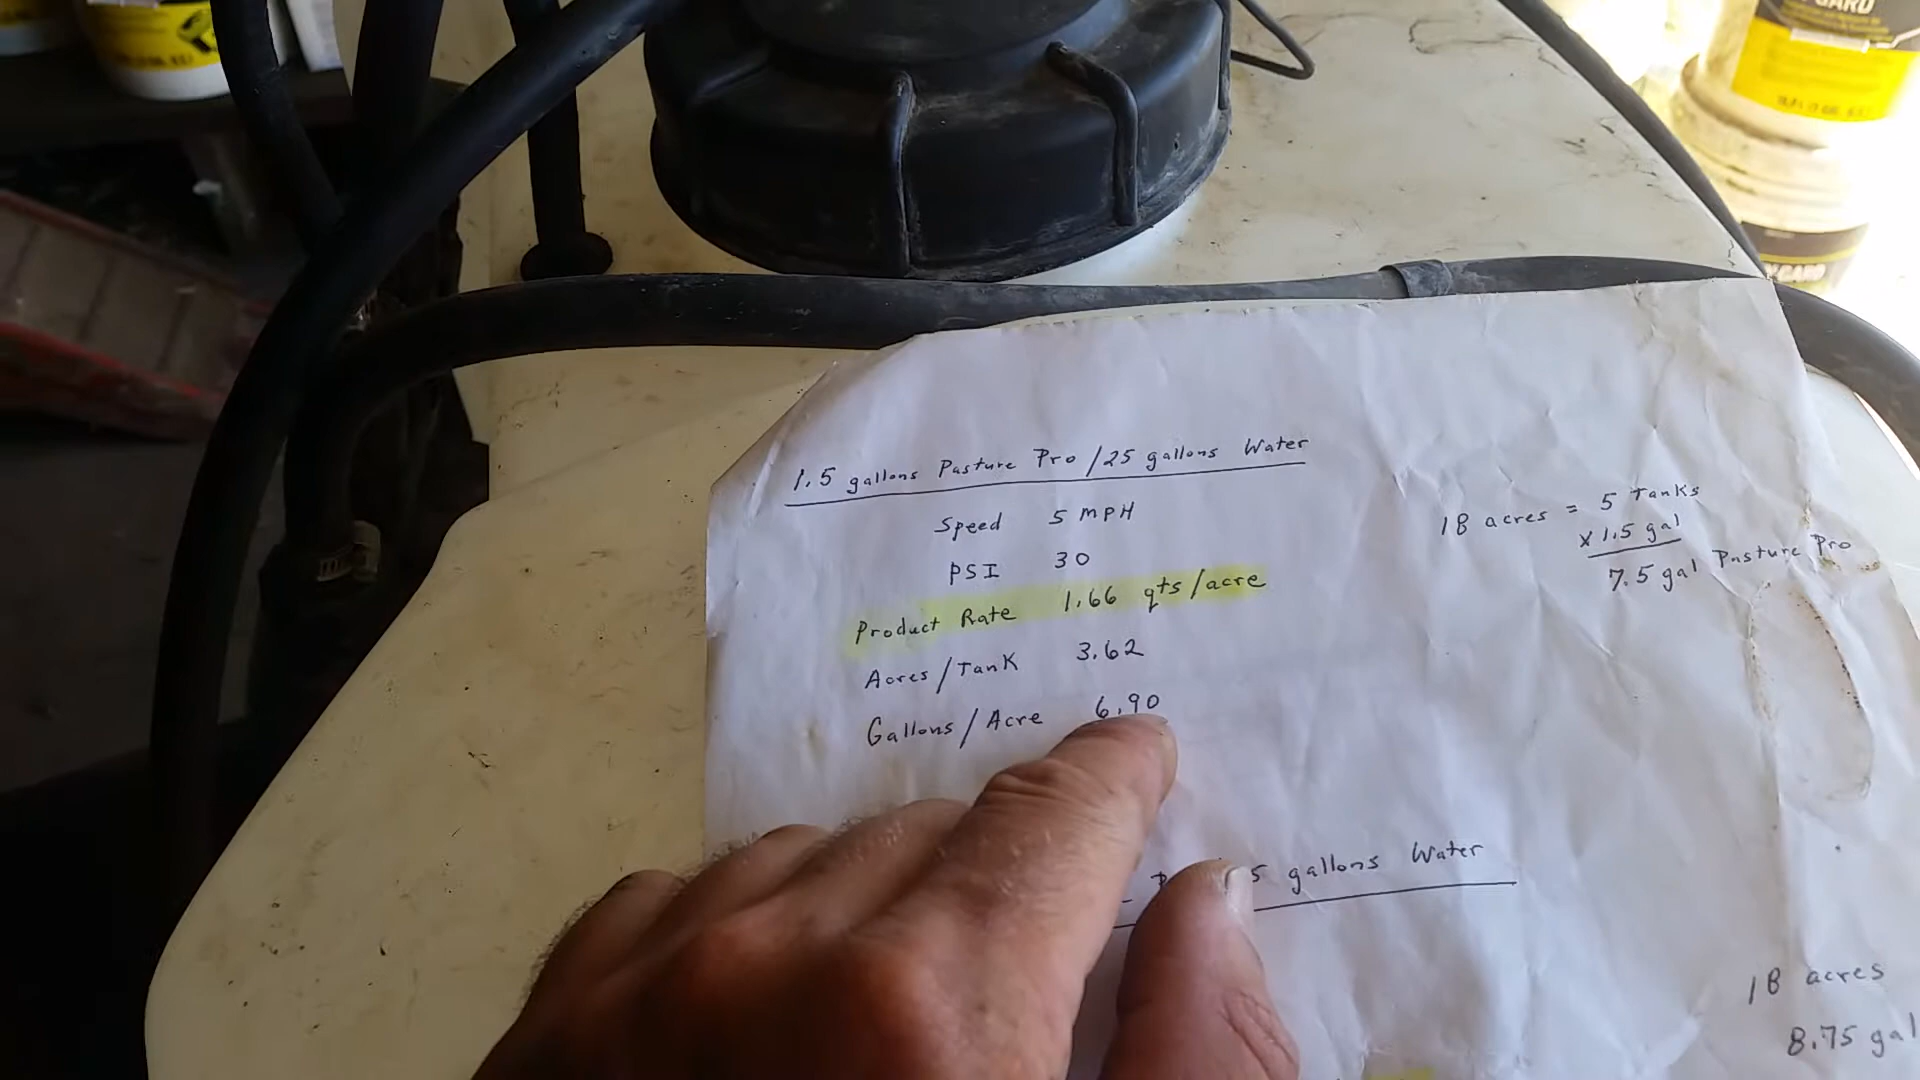 GARD
Y-GARD
1.5 gallons Pasture Pro /25 gallons Water
Speed 5 MPH
PSI 30
Product Rate 1.66 qts/acre
Acres/Tank 3.62
Gallons/Acre 6.90
18 acres = 5 Tanks
x 1.5 gal
7.5 gal Pasture Pro
5 gallons Water
18 acres
8.75 gal